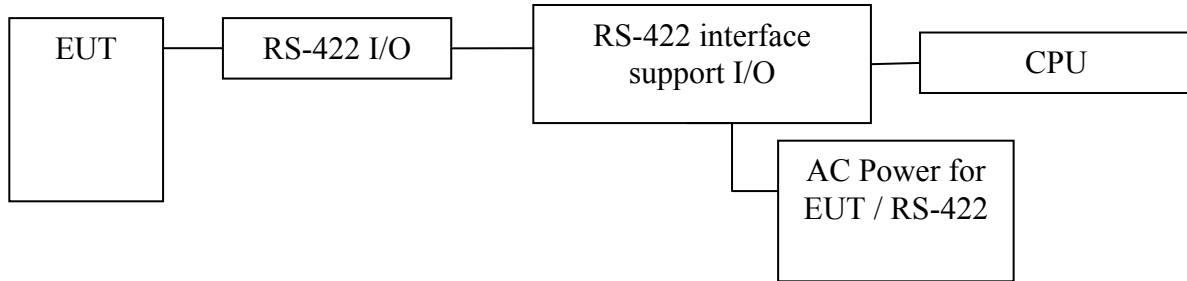 EUT
RS-422 I/O
RS-422 interface
support I/O
CPU
AC Power for
EUT / RS-422